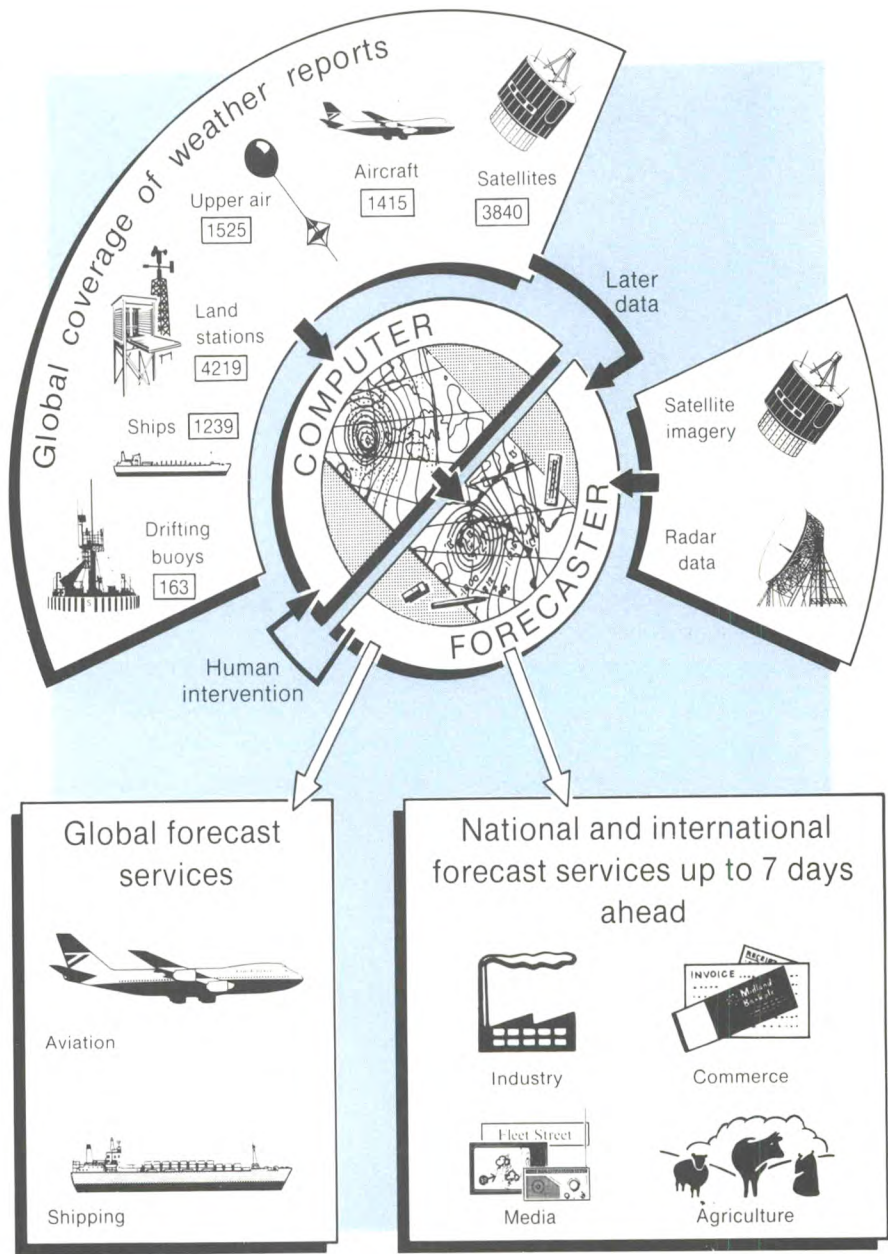 Global coverage of weather reports
Satellites
3840
Aircraft
1415
Upper air
1525
Land
stations
4219
Ships 1239
Drifting
buoys
163
Later
data
COMPUTER
FORECASTER
Satellite
imagery
Radar
data
Human
intervention
Global forecast
services
Aviation
Shipping
National and international
forecast services up to 7 days
ahead
Industry
INVOICE
Midland
Commerce
Fleet Street
Media
Agriculture